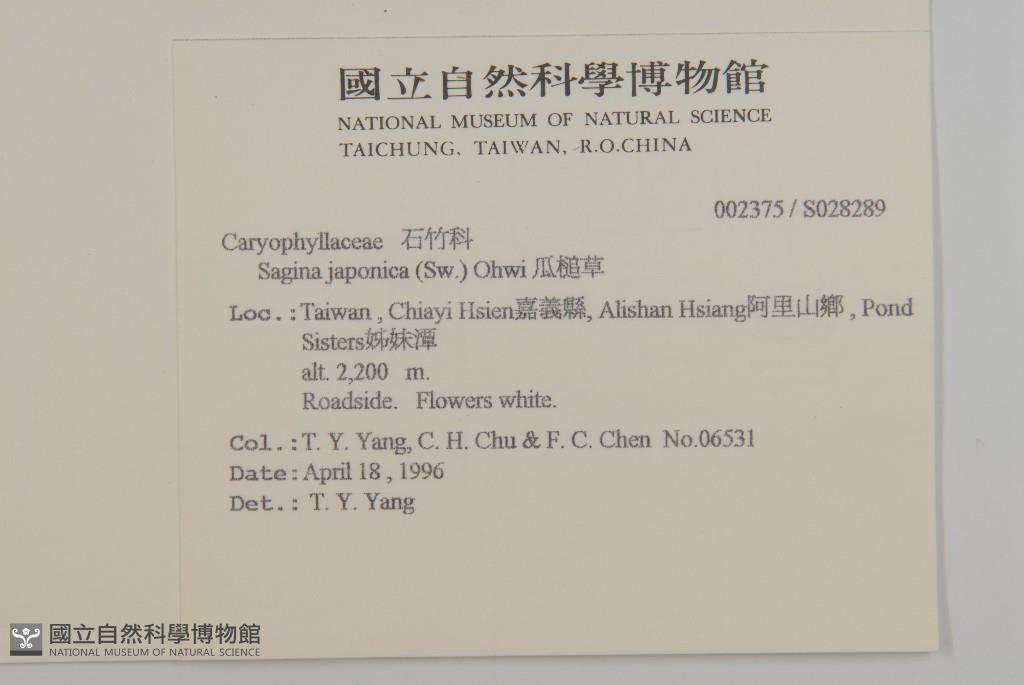 國立自然科學博物館
NATIONAL MUSEUM OF NATURAL SCIENCE
TAICHUNG, TAIWAN, R.O.CHINA
002375 / S028289
Caryophyllaceae 石竹科
Sagina japonica (Sw.) Ohwi 瓜槌草
Loc.:Taiwan , Chiayi Hsien嘉義縣, Alishan Hsiang阿里山鄉 , Pond
Sisters姊妹潭
alt. 2,200 m.
Roadside. Flowers white.
Col.:T. Y. Yang, C. H. Chu & F. C. Chen No.06531
Date:April 18 , 1996
Det.: T. Y. Yang
國立自然科學博物館
NATIONAL MUSEUM OF NATURAL SCIENCE